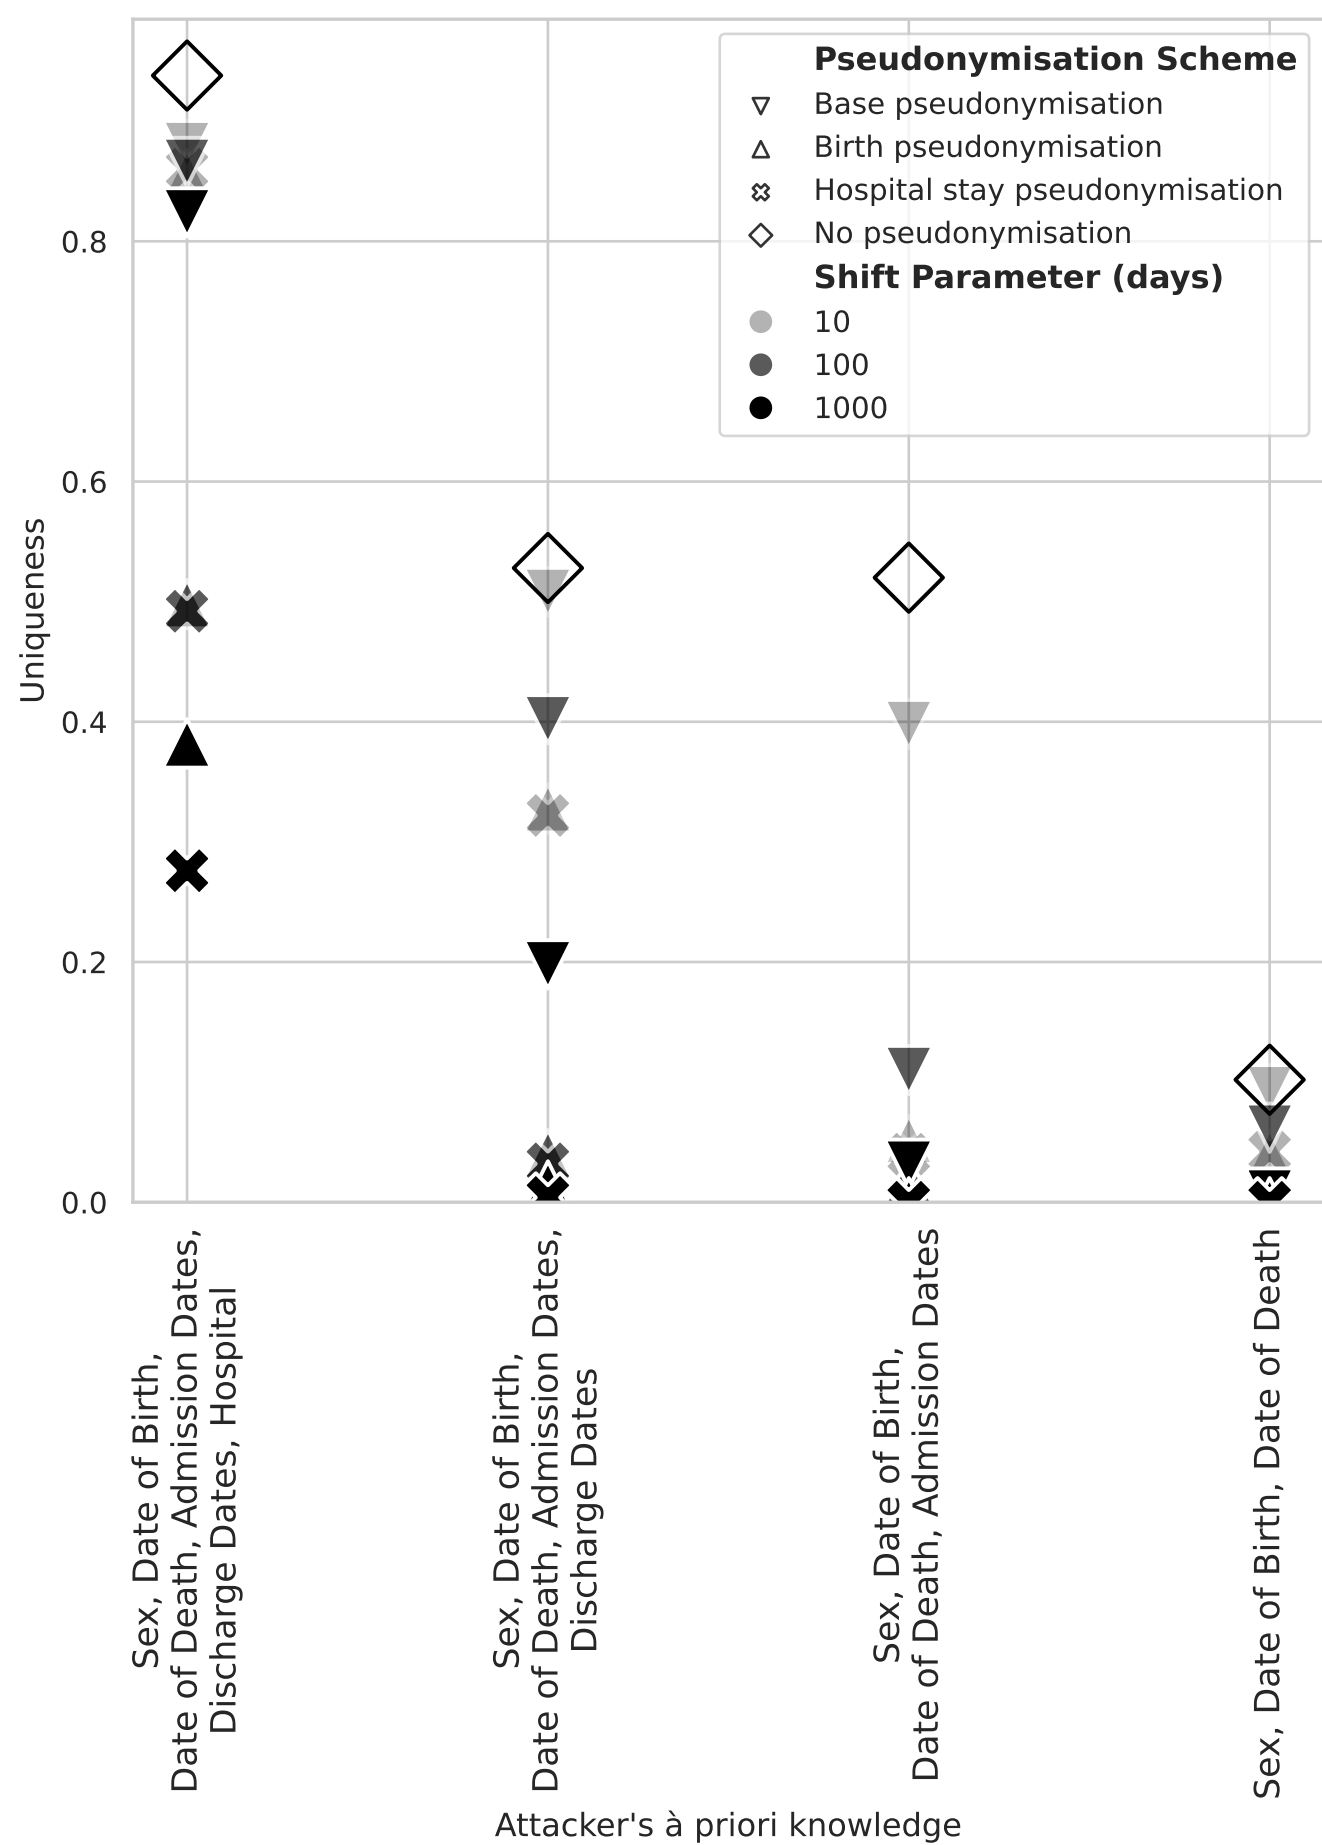 Pseudonymisation Scheme
Base pseudonymisation
Birth pseudonymisation
Hospital stay pseudonymisation
No pseudonymisation
Shift Parameter (days)
10
100
1000
Uniqueness
0.8
0.6
0.4
0.2
0.0
Sex, Date of Birth,
Date of Death, Admission Dates,
Discharge Dates, Hospital
Sex, Date of Birth,
Date of Death, Admission Dates,
Discharge Dates
Sex, Date of Birth,
Date of Death, Admission Dates
Sex, Date of Birth, Date of Death
Attacker's à priori knowledge